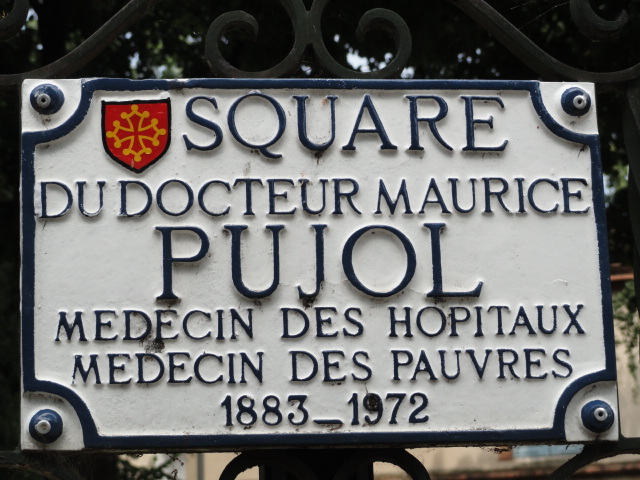 SQUARE
DU DOCTEUR MAURICE
PUJOL
MEDECIN DES HOPITAUX
MEDECIN DES PAUVRES
1883_1972